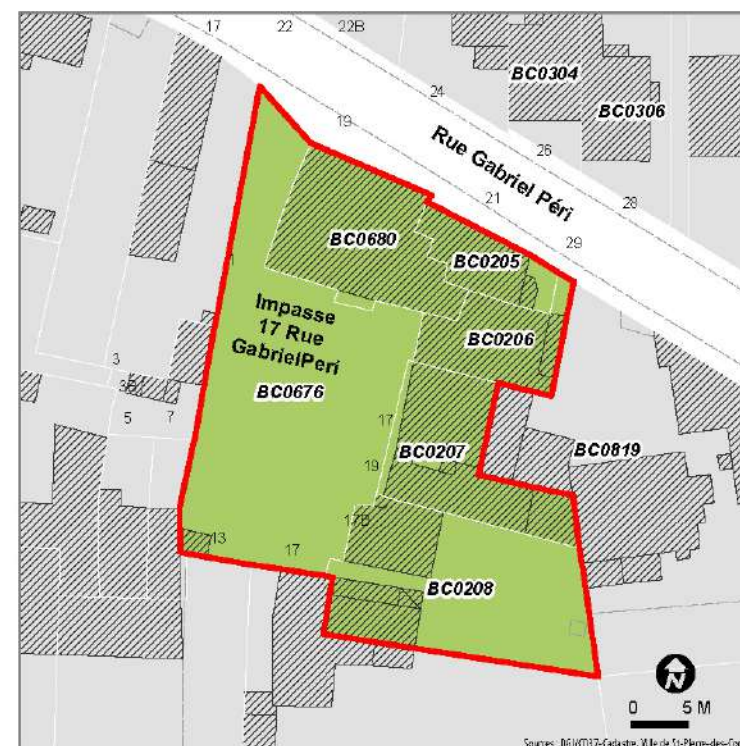 17
22
22B
24
BC0304
BC0306
19
Rue Gabriel Péri
26
21
28
29
BC0680
BC0205
1
Impasse
17 Rue
GabrielPeri
BC0206
3
3B
BC0676
5
7
17
BC0207
BC0819
19
17B
13
17
BC0208
N
0 5 M